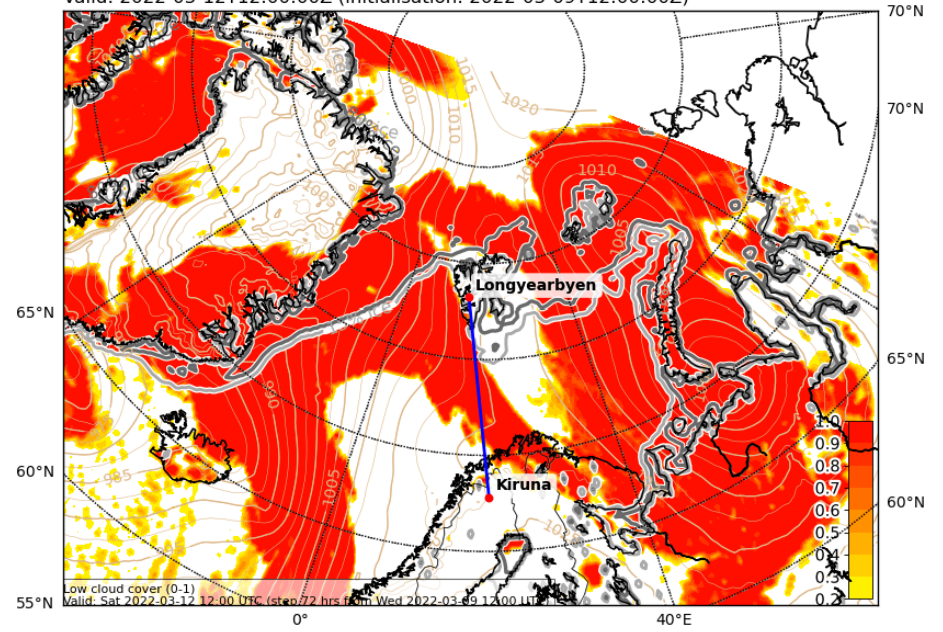 Valid: 2022-03-12T12:00:00Z (Initialisation: 2022-03-09T12:00:00Z)
70°N
70°N
1015
1020
1010
1010
1015
1005
1005
Longyearbyen
65°N
65°N
990
1.0
0.9
0.8
0.7
0.6
0.5
0.4
0.3
0.2
60°N
985
1005
Kiruna
60°N
Low cloud cover (0-1)
Valid: Sat 2022-03-12 12:00 UTC (step 72 hrs from Wed 2022-03-09 12:00 UTC)
55°N
0°
40°E